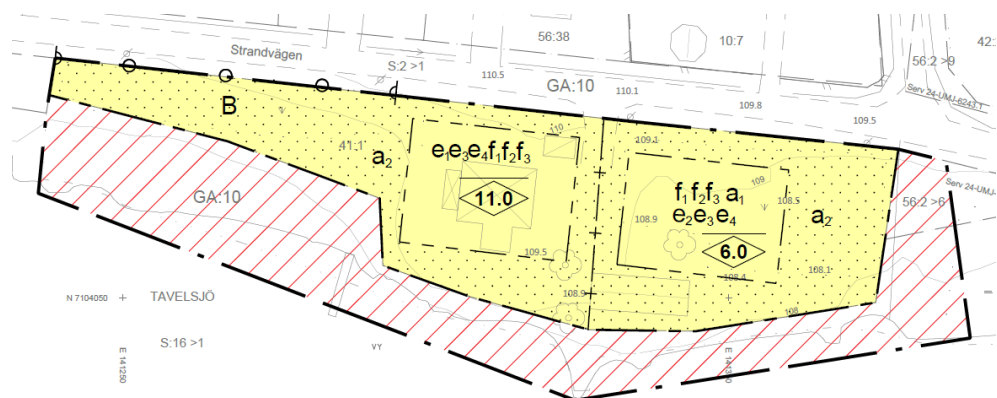 Strandvägen
56:38
10:7
42:
56:2 >9
S:2 >1
110.5
GA:10
110.1
109.8
Serv 24-UMJ-6243.1
109.5
B
41:1
a₂
110
e₁e₃e₄f₁f₂f₃
11.0
109.5
109.1
109
f₁ f₂f₃ a₁
e₂e₃e₄
108.5
a₂
108.9
6.0
108.4
108.1
108.9
108
GA:10
Serv 24-UMJ-
56:2 >6
N 7104050
TAVELSJÖ
S:16 >1
E 141250
VY